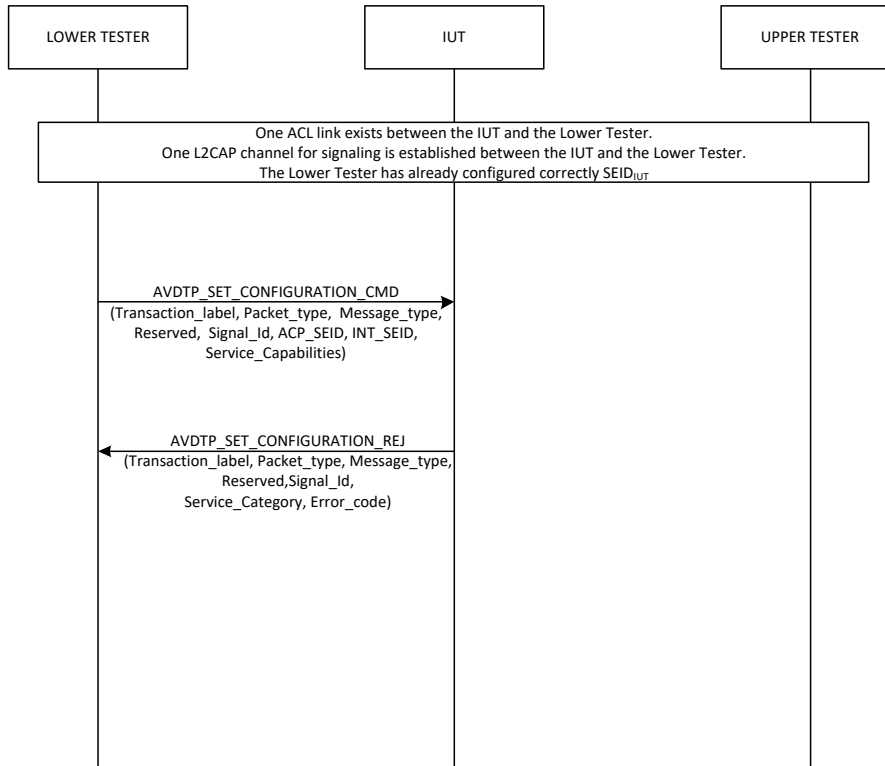 LOWER TESTER
IUT
UPPER TESTER
One ACL link exists between the IUT and the Lower Tester.
One L2CAP channel for signaling is established between the IUT and the Lower Tester.
The Lower Tester has already configured correctly SEIDIUT
AVDTP_SET_CONFIGURATION_CMD
(Transaction_label, Packet_type, Message_type,
Reserved, Signal_Id, ACP_SEID, INT_SEID,
Service_Capabilities)
AVDTP_SET_CONFIGURATION_REJ
(Transaction_label, Packet_type, Message_type,
Reserved,Signal_Id,
Service_Category, Error_code)